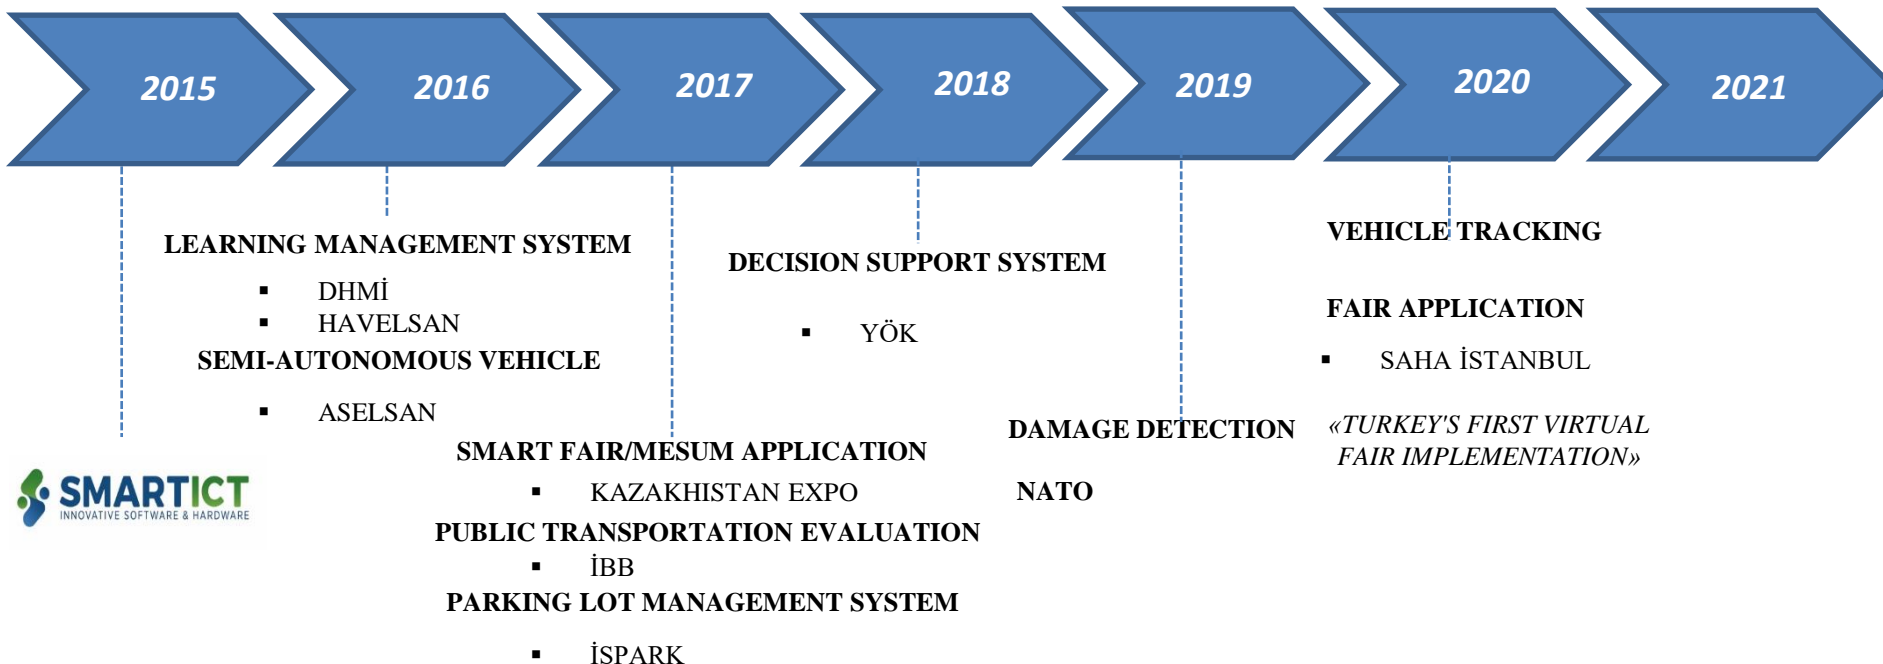 2015
2016
2017
2018
2019
2020
2021
SMARTICT
INNOVATIVE SOFTWARE & HARDWARE
LEARNING MANAGEMENT SYSTEM
▪ DHMİ
▪ HAVELSAN
SEMI-AUTONOMOUS VEHICLE
▪ ASELSAN
SMART FAIR/MESUM APPLICATION
▪ KAZAKHISTAN EXPO
PUBLIC TRANSPORTATION EVALUATION
▪ İBB
PARKING LOT MANAGEMENT SYSTEM
▪ İSPARK
DECISION SUPPORT SYSTEM
▪ YÖK
DAMAGE DETECTION
NATO
VEHICLE TRACKING
FAIR APPLICATION
▪ SAHA İSTANBUL
«TURKEY'S FIRST VIRTUAL
FAIR IMPLEMENTATION»